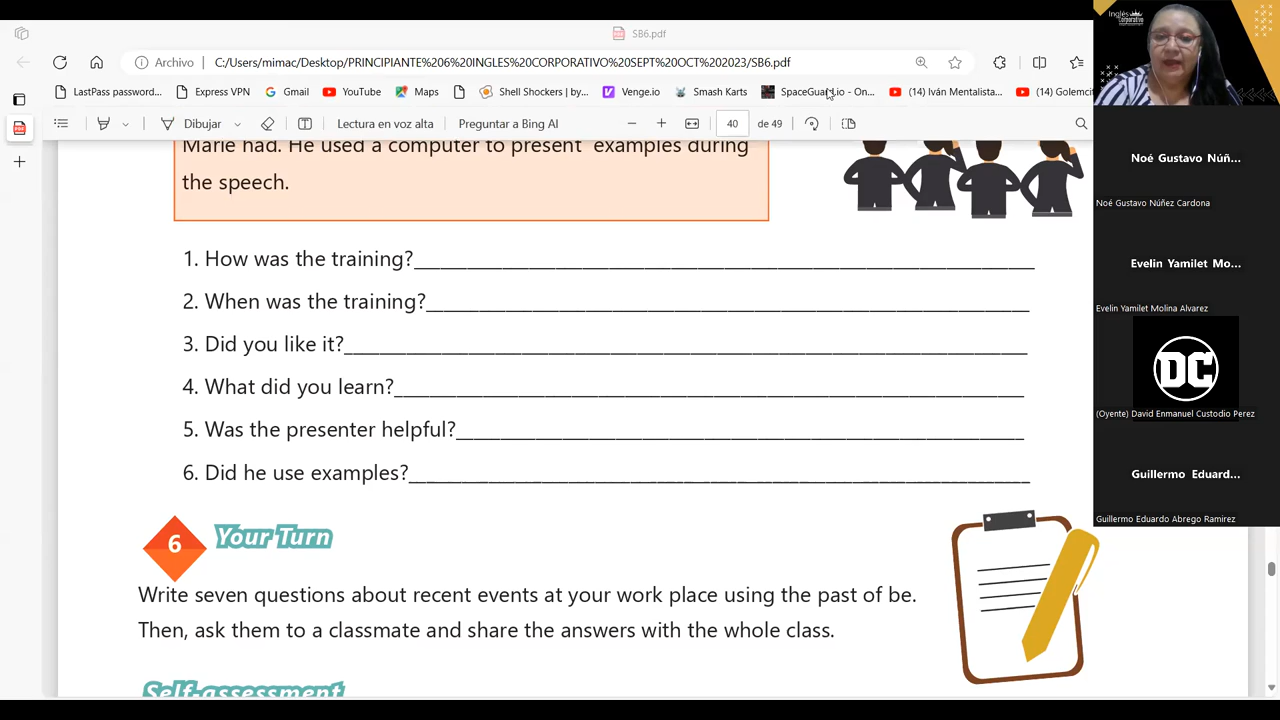 SB6.pdf
Archivo C:/Users/mimac/Desktop/PRINCIPIANTE%206%20INGLES%20CORPORATIVO%20SEPT%20OCT%202023/SB6.pdf
LastPass password... Express VPN Gmail YouTube Maps Shell Shockers | by... Venge.io Smash Karts SpaceGuard.io - On... (14) Iván Mentalista... (14) Golemcit
Dibujar Lectura en voz alta Preguntar a Bing AI 40 de 49
Marie had. He used a computer to present examples during
the speech.
1. How was the training?
2. When was the training?
3. Did you like it?
4. What did you learn?
5. Was the presenter helpful?
6. Did he use examples?
6 Your Turn
Write seven questions about recent events at your work place using the past of be.
Then, ask them to a classmate and share the answers with the whole class.
Self-assessment
Inglés
Corporativo
Noé Gustavo Núñ...
Noé Gustavo Núñez Cardona
Evelin Yamilet Mo...
Evelin Yamilet Molina Alvarez
DC
(Oyente) David Enmanuel Custodio Perez
Guillermo Eduard...
Guillermo Eduardo Abrego Ramirez